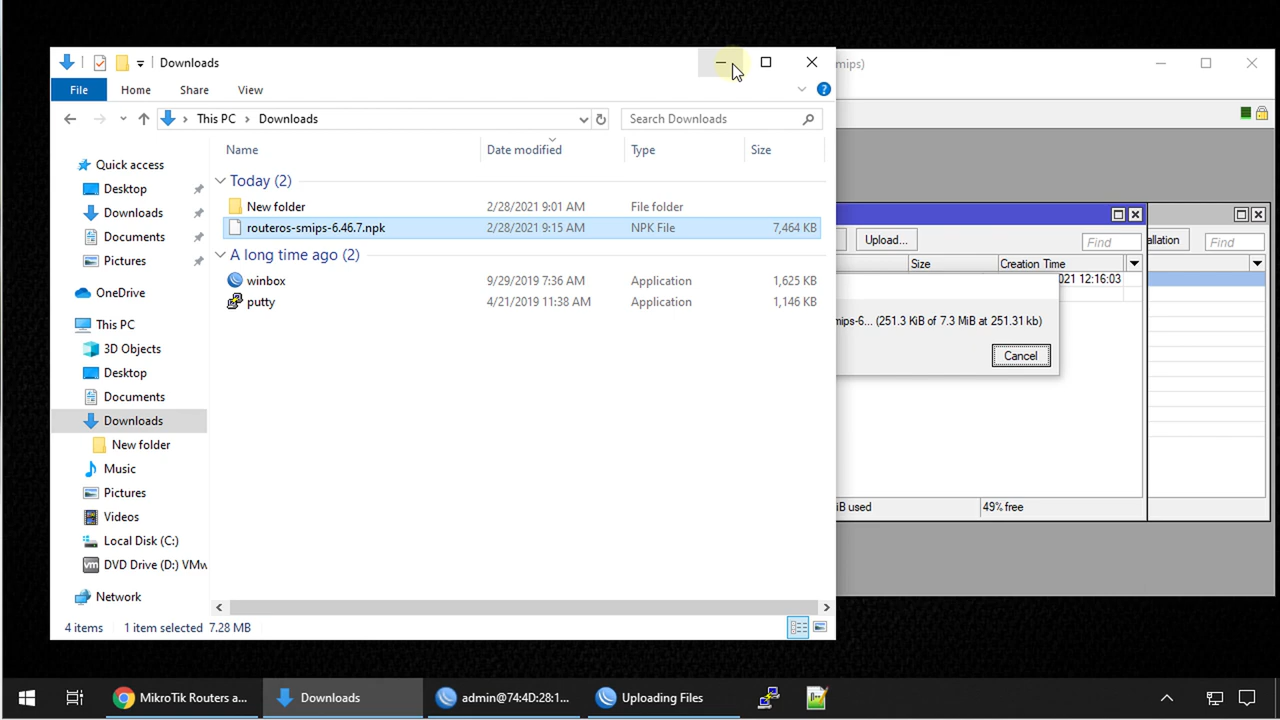 Downloads
File
Home
Share
View
This PC > Downloads
Search Downloads
Name
Date modified
Type
Size
Today (2)
New folder
2/28/2021 9:01 AM
File folder
routeros-smips-6.46.7.npk
2/28/2021 9:15 AM
NPK File
7,464 KB
A long time ago (2)
winbox
9/29/2019 7:36 AM
Application
1,625 KB
putty
4/21/2019 11:38 AM
Application
1,146 KB
Quick access
Desktop
Downloads
Documents
Pictures
OneDrive
This PC
3D Objects
Desktop
Documents
Downloads
New folder
Music
Pictures
Videos
Local Disk (C:)
vm DVD Drive (D:) VMw
Network
4 items
1 item selected 7.28 MB
mips)
Upload...
Find
allation
Find
Size
Creation Time
021 12:16:03
mips-6... (251.3 KiB of 7.3 MiB at 251.31 kb)
Cancel
iB used
49% free
MikroTik Routers a...
Downloads
admin@74:4D:28:1...
Uploading Files